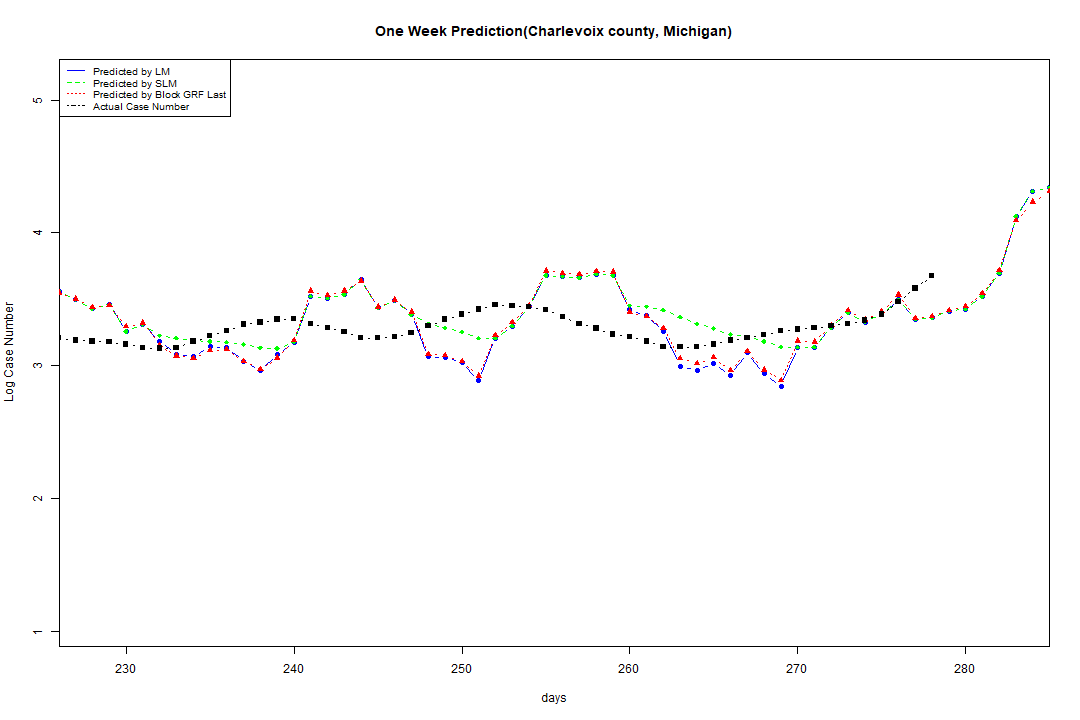 One Week Prediction(Charlevoix county, Michigan)
Predicted by LM
Predicted by SLM
Predicted by Block GRF Last
Actual Case Number
5
4
3
2
1
Log Case Number
230 240 250 260 270 280
days